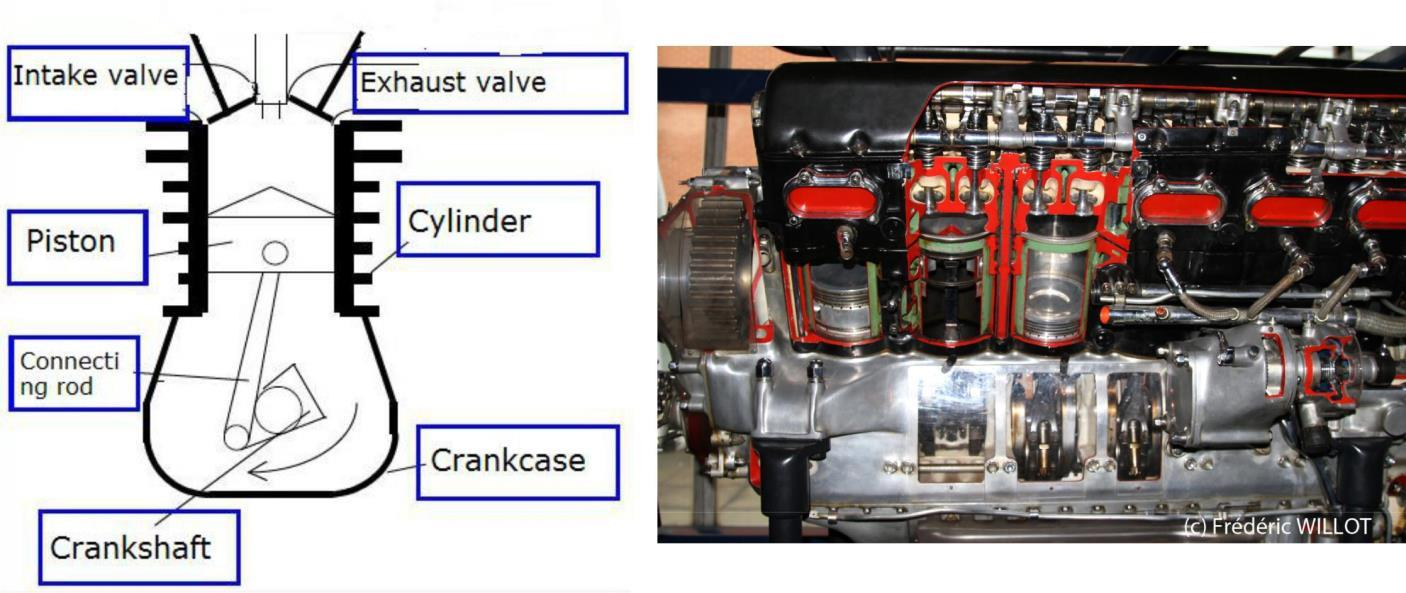 Intake valve
Exhaust valve
Piston
Cylinder
Connecti
ng rod
Crankcase
Crankshaft
(c) Frédéric WILLOT